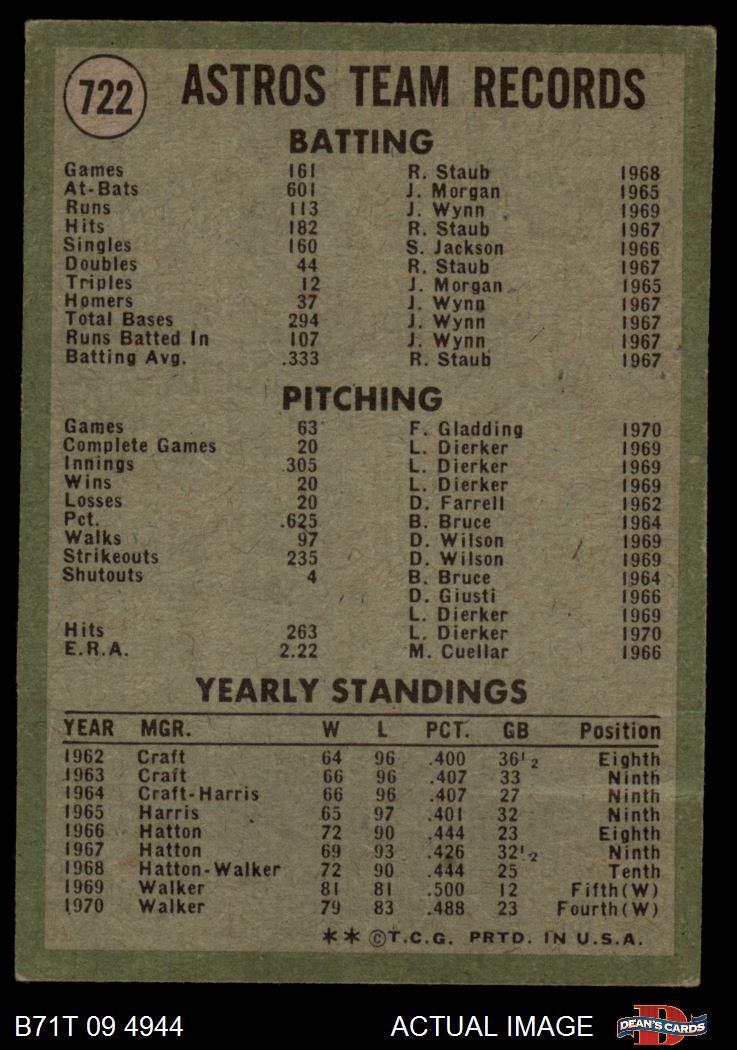 722 ASTROS TEAM RECORDS
BATTING
Games 161 R. Staub 1968
At-Bats 601 J. Morgan 1965
Runs 113 J. Wynn 1969
Hits 182 R. Staub 1967
Singles 160 S. Jackson 1966
Doubles 44 R. Staub 1967
Triples 12 J. Morgan 1965
Homers 37 J. Wynn 1967
Total Bases 294 J. Wynn 1967
Runs Batted In 107 J. Wynn 1967
Batting Avg. .333 R. Staub 1967
PITCHING
Games 63 F. Gladding 1970
Complete Games 20 L. Dierker 1969
Innings 305 L. Dierker 1969
Wins 20 L. Dierker 1969
Losses 20 D. Farrell 1962
Pct. .625 B. Bruce 1964
Walks 97 D. Wilson 1969
Strikeouts 235 D. Wilson 1969
Shutouts 4 B. Bruce 1964
D. Giusti 1966
L. Dierker 1969
Hits 263 L. Dierker 1970
E.R.A. 2.22 M. Cuellar 1966
YEARLY STANDINGS
YEAR MGR. W L PCT. GB Position
1962 Craft 64 96 .400 36½ Eighth
1963 Craft 66 96 .407 33 Ninth
1964 Craft-Harris 66 96 .407 27 Ninth
1965 Harris 65 97 .401 32 Ninth
1966 Hatton 72 90 .444 23 Eighth
1967 Hatton 69 93 .426 32½ Ninth
1968 Hatton-Walker 72 90 .444 25 Tenth
1969 Walker 81 81 .500 12 Fifth(W)
1970 Walker 79 83 .488 23 Fourth(W)
** ©T.C.G. PRTD. IN U.S.A.
B71T 09 4944 ACTUAL IMAGE D DEAN'S CARDS